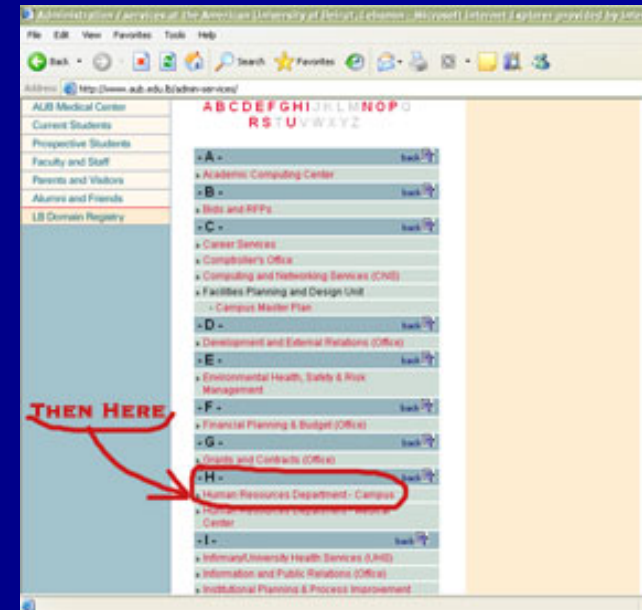 Administration / services at the American University of Beirut, Lebanon - Microsoft Internet Explorer provided by
File Edit View Favorites Tools Help
Back Search Favorites
Address http://www.aub.edu.lb/admin-services/
AUB Medical Center
Current Students
Prospective Students
Faculty and Staff
Parents and Visitors
Alumni and Friends
LB Domain Registry
A B C D E F G H I J K L M N O P Q
R S T U V W X Y Z
- A - back
Academic Computing Center
- B - back
Bids and RFPs
- C - back
Career Services
Comptroller's Office
Computing and Networking Services (CNS)
Facilities Planning and Design Unit
- Campus Master Plan
- D - back
Development and External Relations (Office)
- E - back
Environmental Health, Safety & Risk
Management
- F - back
Financial Planning & Budget (Office)
- G - back
Grants and Contracts (Office)
THEN HERE
- H - back
Human Resources Department - Campus
Human Resources Department - Medical
Center
- I - back
Infirmary/University Health Services (UHS)
Information and Public Relations (Office)
Institutional Planning & Process Improvement